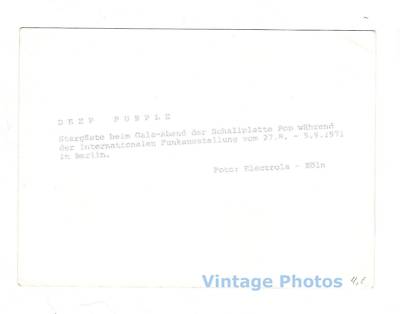 DEEP PURPLE
Stargäste beim Gala-Abend der Schallplatte Pop während
der Internationalen Funkausstellung vom 27.8. - 5.9.1971
in Berlin.
Foto: Electrola - Köln
Vintage Photos